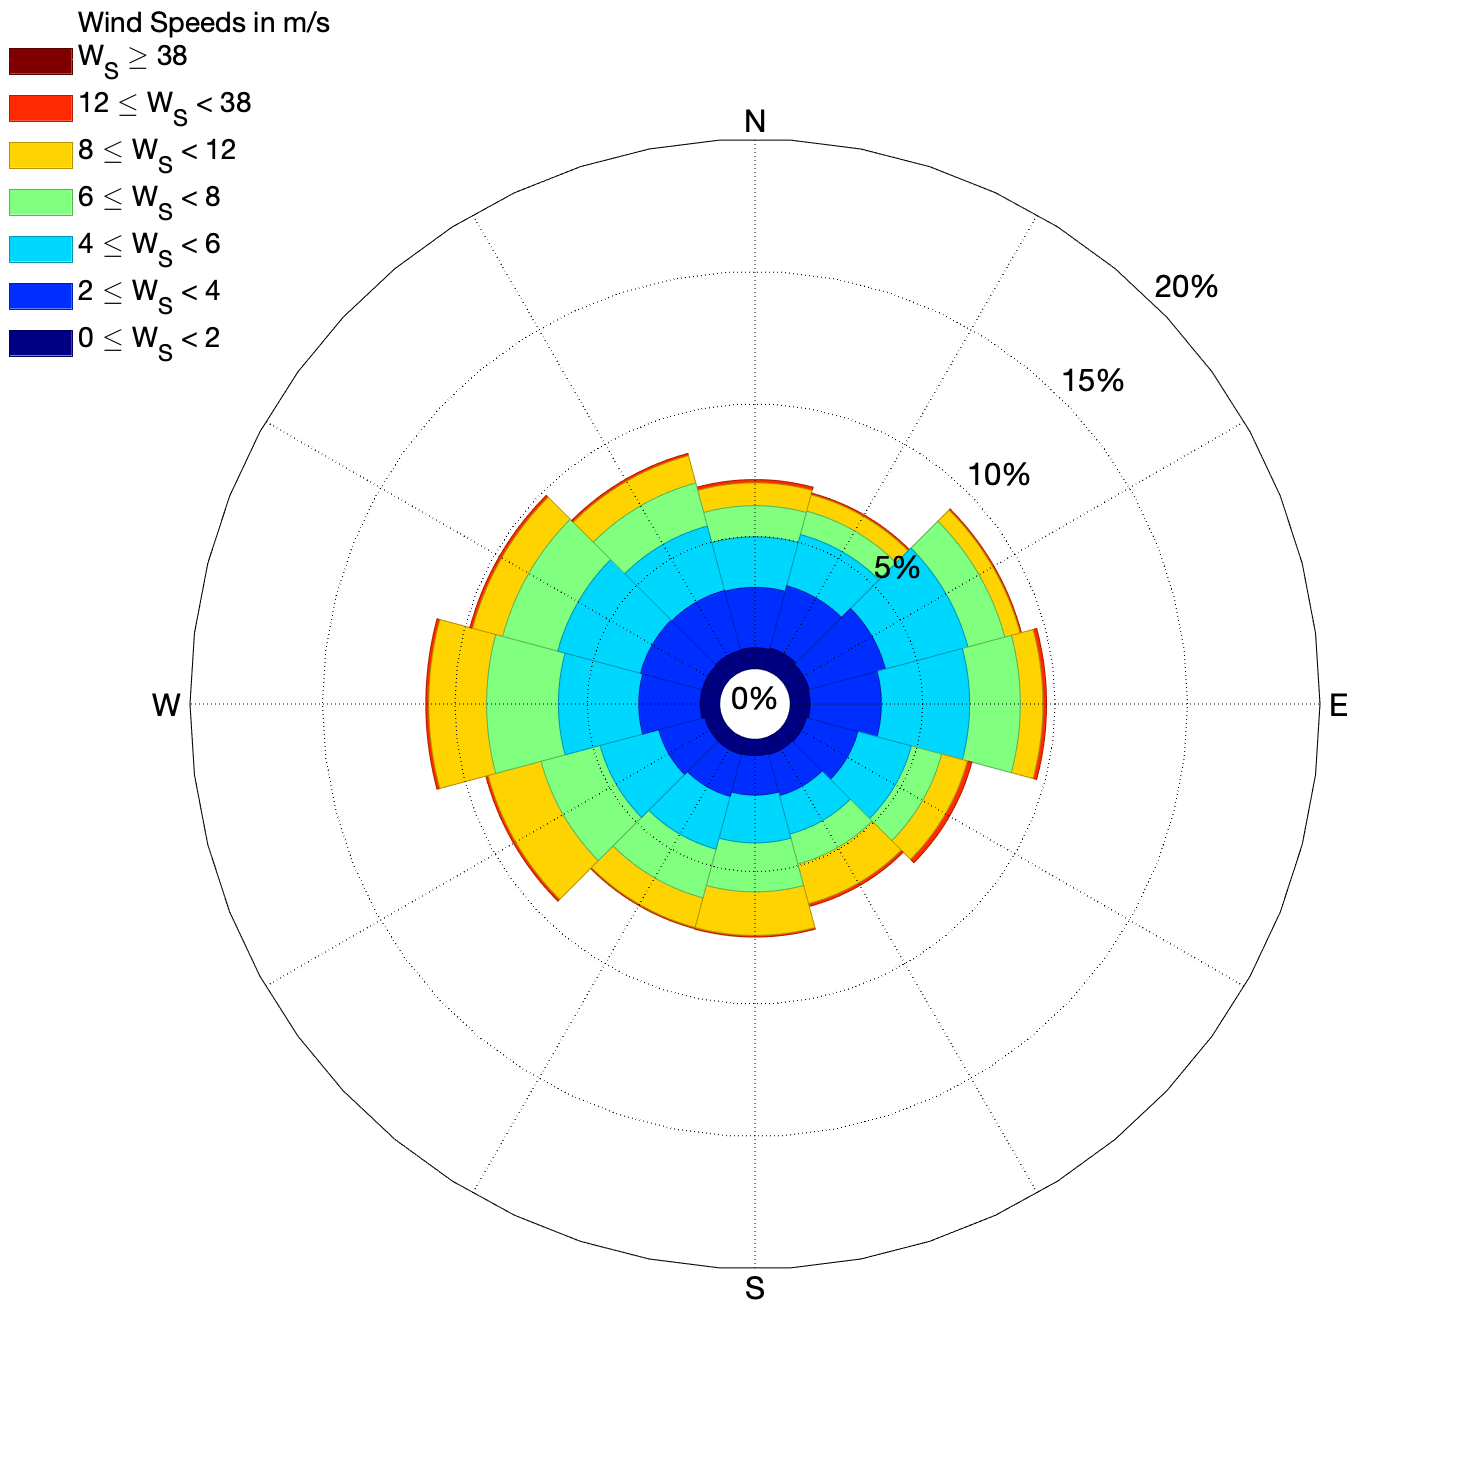 Wind Speeds in m/s
W_S ≥ 38
12 ≤ W_S < 38
8 ≤ W_S < 12
6 ≤ W_S < 8
4 ≤ W_S < 6
2 ≤ W_S < 4
0 ≤ W_S < 2
N
20%
15%
10%
5%
0%
W
E
S